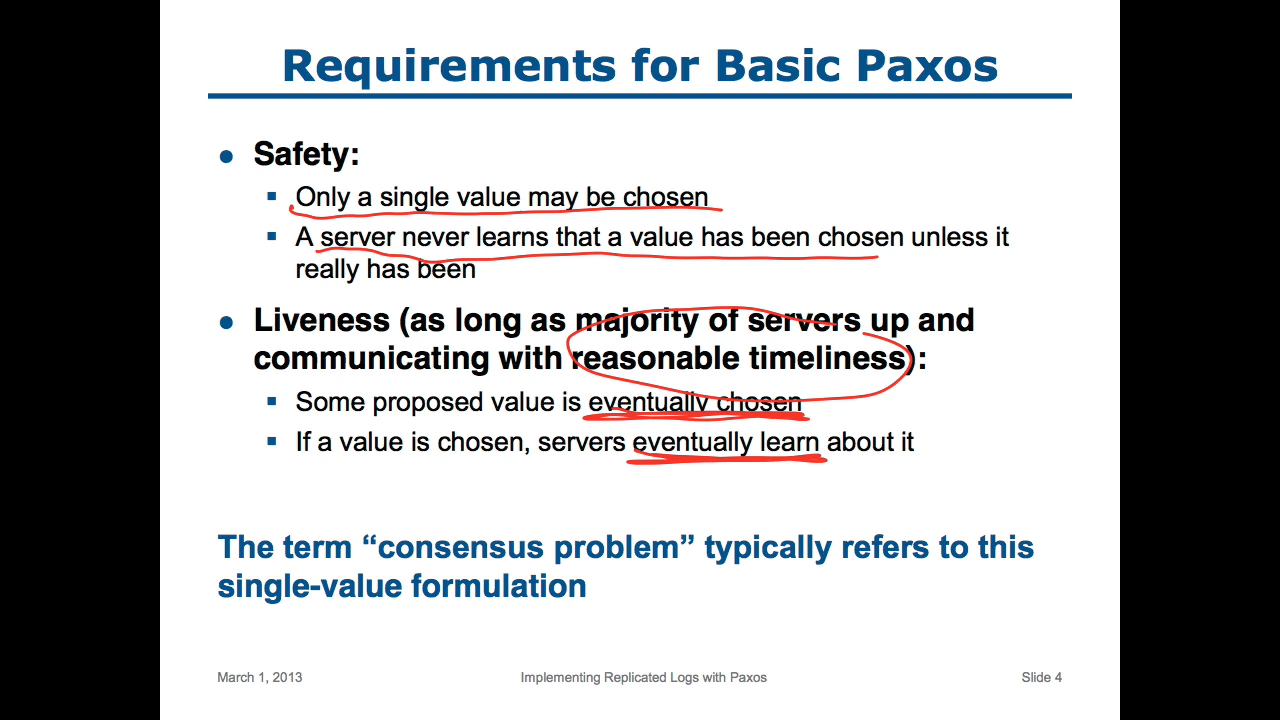 Requirements for Basic Paxos
Safety:
Only a single value may be chosen
A server never learns that a value has been chosen unless it
really has been
Liveness (as long as majority of servers up and
communicating with reasonable timeliness):
Some proposed value is eventually chosen
If a value is chosen, servers eventually learn about it
The term “consensus problem” typically refers to this
single-value formulation
March 1, 2013
Implementing Replicated Logs with Paxos
Slide 4